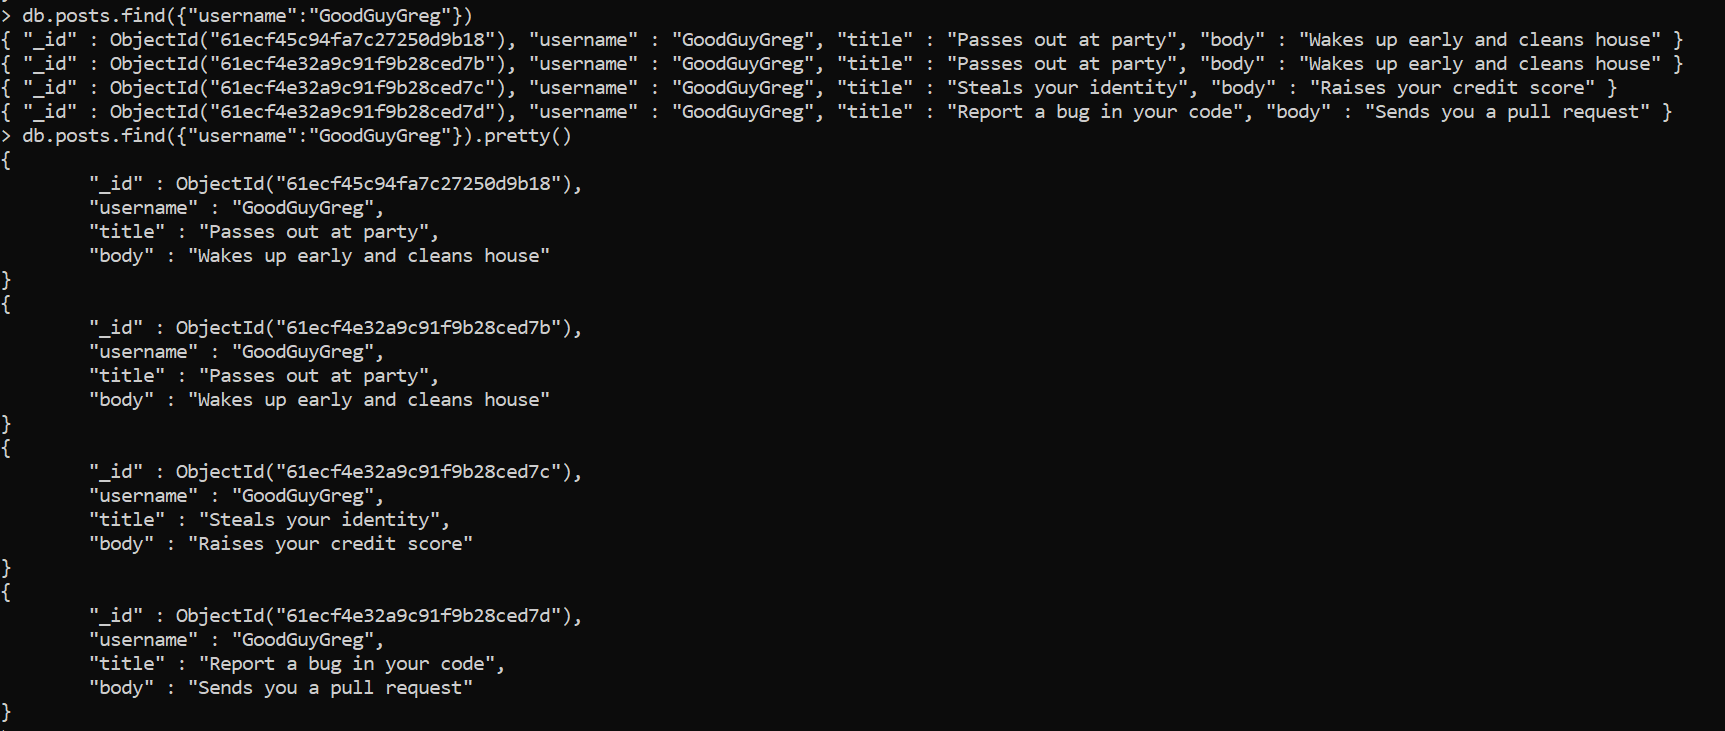 > db.posts.find({"username":"GoodGuyGreg"})
{ "_id" : ObjectId("61ecf45c94fa7c27250d9b18"), "username" : "GoodGuyGreg", "title" : "Passes out at party", "body" : "Wakes up early and cleans house" }
{ "_id" : ObjectId("61ecf4e32a9c91f9b28ced7b"), "username" : "GoodGuyGreg", "title" : "Passes out at party", "body" : "Wakes up early and cleans house" }
{ "_id" : ObjectId("61ecf4e32a9c91f9b28ced7c"), "username" : "GoodGuyGreg", "title" : "Steals your identity", "body" : "Raises your credit score" }
{ "_id" : ObjectId("61ecf4e32a9c91f9b28ced7d"), "username" : "GoodGuyGreg", "title" : "Report a bug in your code", "body" : "Sends you a pull request" }
> db.posts.find({"username":"GoodGuyGreg"}).pretty()
{
        "_id" : ObjectId("61ecf45c94fa7c27250d9b18"),
        "username" : "GoodGuyGreg",
        "title" : "Passes out at party",
        "body" : "Wakes up early and cleans house"
}
{
        "_id" : ObjectId("61ecf4e32a9c91f9b28ced7b"),
        "username" : "GoodGuyGreg",
        "title" : "Passes out at party",
        "body" : "Wakes up early and cleans house"
}
{
        "_id" : ObjectId("61ecf4e32a9c91f9b28ced7c"),
        "username" : "GoodGuyGreg",
        "title" : "Steals your identity",
        "body" : "Raises your credit score"
}
{
        "_id" : ObjectId("61ecf4e32a9c91f9b28ced7d"),
        "username" : "GoodGuyGreg",
        "title" : "Report a bug in your code",
        "body" : "Sends you a pull request"
}